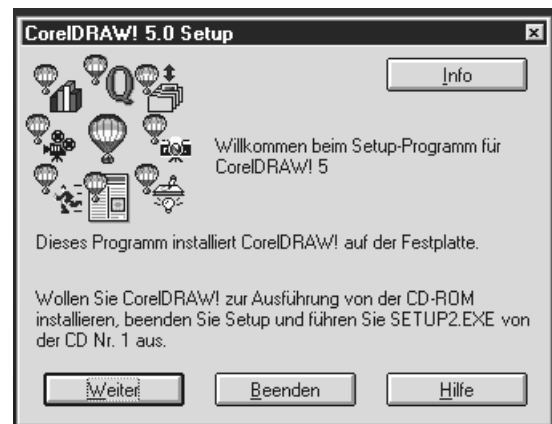 CorelDRAW! 5.0 Setup
Info
Q
Willkommen beim Setup-Programm für
CorelDRAW! 5
Dieses Programm installiert CorelDRAW! auf der Festplatte.
Wollen Sie CorelDRAW! zur Ausführung von der CD-ROM
installieren, beenden Sie Setup und führen Sie SETUP2.EXE von
der CD Nr. 1 aus.
Weiter
Beenden
Hilfe